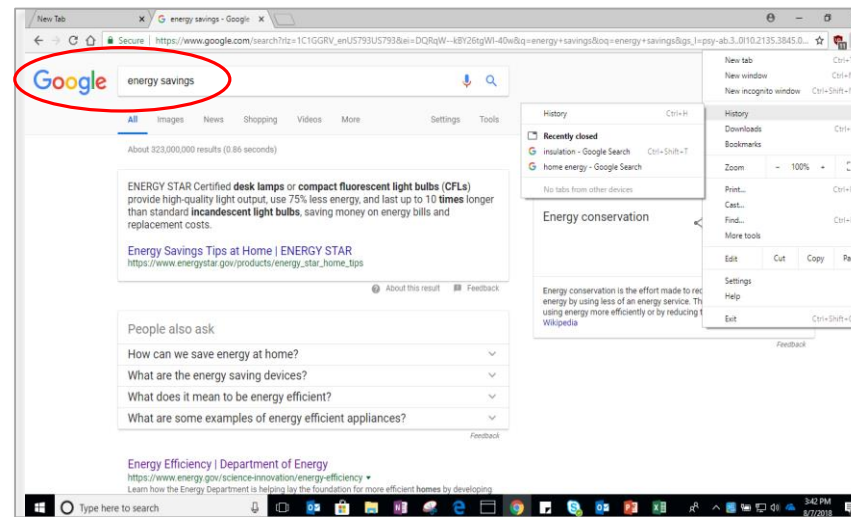 New Tab
energy savings - Google
Secure | https://www.google.com/search?rlz=1C1GGRV_enUS793US793&ei=DQRqW--kBY26tgWI-40w&q=energy+savings&oq=energy+savings&gs_l=psy-ab.3..0l10.2135.3845.0...
Google
energy savings
All Images News Shopping Videos More Settings Tools
About 323,000,000 results (0.86 seconds)
ENERGY STAR Certified desk lamps or compact fluorescent light bulbs (CFLs)
provide high-quality light output, use 75% less energy, and last up to 10 times longer
than standard incandescent light bulbs, saving money on energy bills and
replacement costs.
Energy Savings Tips at Home | ENERGY STAR
https://www.energystar.gov/products/energy_star_home_tips
About this result Feedback
People also ask
How can we save energy at home?
What are the energy saving devices?
What does it mean to be energy efficient?
What are some examples of energy efficient appliances?
Feedback
Energy Efficiency | Department of Energy
https://www.energy.gov/science-innovation/energy-efficiency
Learn how the Energy Department is helping lay the foundation for more efficient homes by developing
History Ctrl+H
Recently closed
insulation - Google Search Ctrl+Shift+T
home energy - Google Search
No tabs from other devices
Energy conservation
Energy conservation is the effort made to
energy by using less of an energy service.
using energy more efficiently or by reducing
Wikipedia
Feedback
New tab
New window
New incognito window
History
Downloads
Bookmarks
Zoom - 100% +
Print...
Cast...
Find...
More tools
Edit Cut Copy
Settings
Help
Exit
Type here to search
3:42 PM
8/7/2018